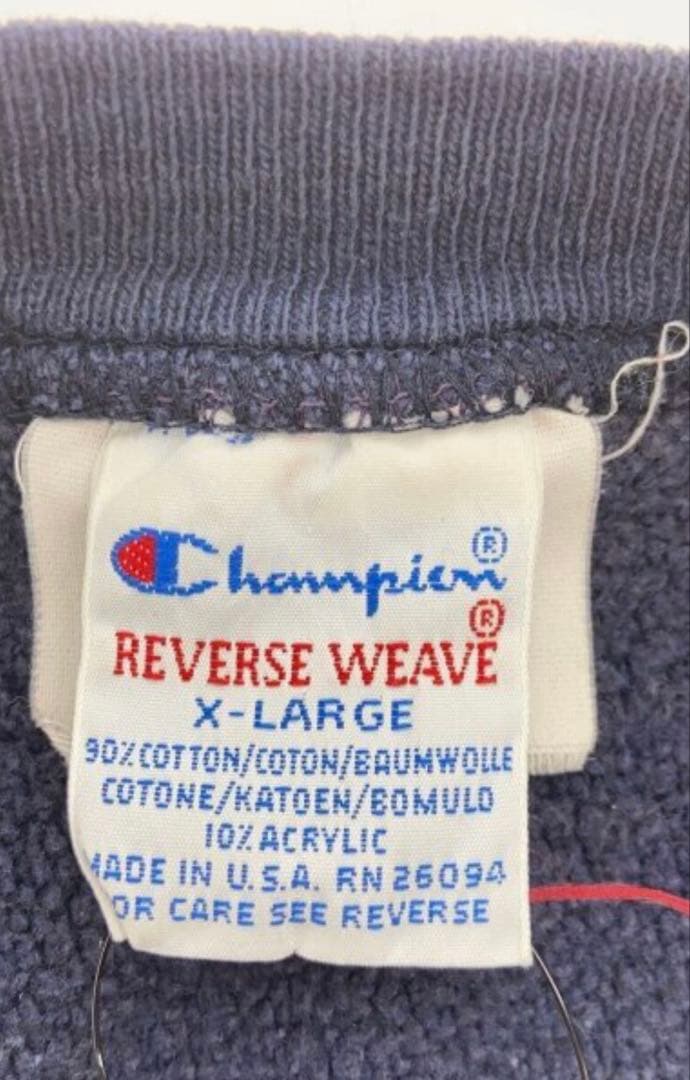 Champion®
®
REVERSE WEAVE
X-LARGE
90% COTTON/COTON/BAUMWOLLE
COTONE/KATOEN/BOMULD
10% ACRYLIC
MADE IN U.S.A. RN 26094
FOR CARE SEE REVERSE